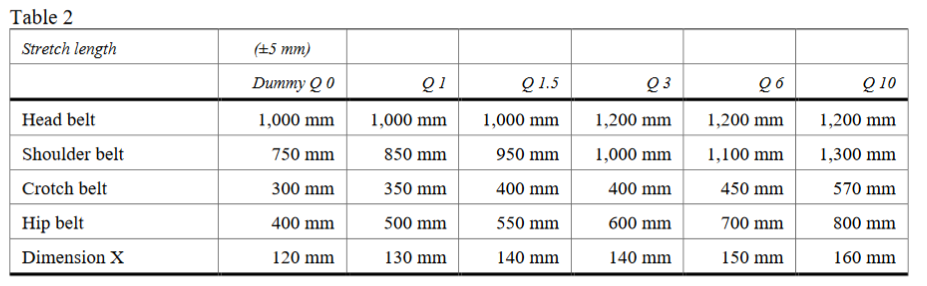 Table 2
Stretch length (±5 mm)
Dummy Q 0 Q 1 Q 1.5 Q 3 Q 6 Q 10
Head belt 1,000 mm 1,000 mm 1,000 mm 1,200 mm 1,200 mm 1,200 mm
Shoulder belt 750 mm 850 mm 950 mm 1,000 mm 1,100 mm 1,300 mm
Crotch belt 300 mm 350 mm 400 mm 400 mm 450 mm 570 mm
Hip belt 400 mm 500 mm 550 mm 600 mm 700 mm 800 mm
Dimension X 120 mm 130 mm 140 mm 140 mm 150 mm 160 mm